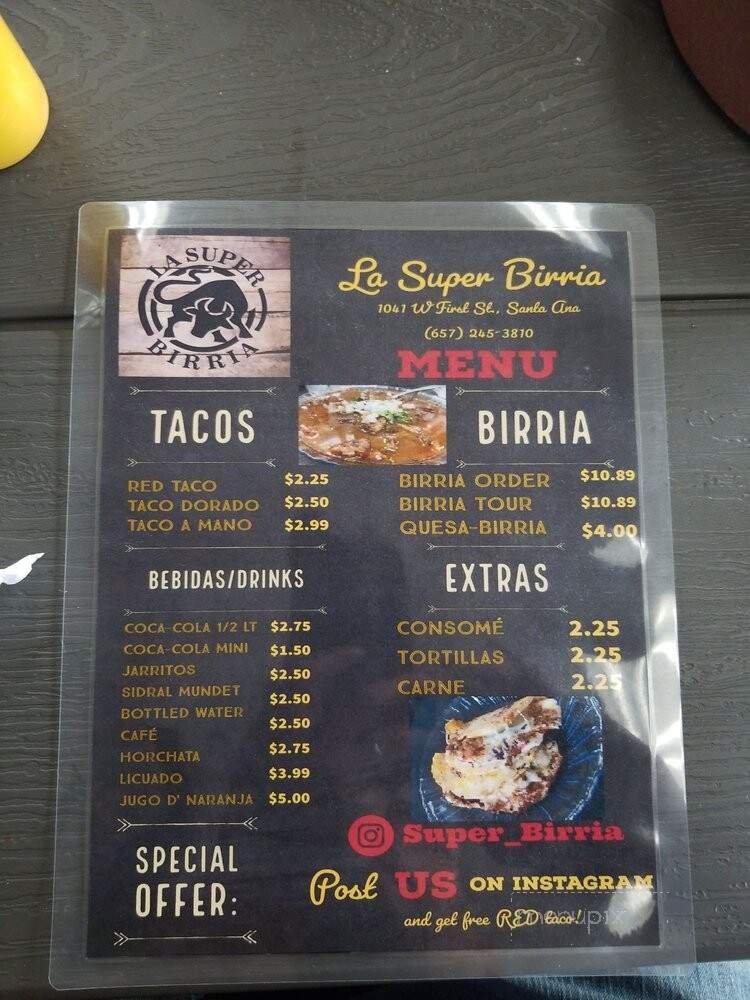 LA SUPER
BIRRIA
La Super Birria
1041 W First St., Santa Ana
(657) 245-3810
MENU
TACOS
RED TACO $2.25
TACO DORADO $2.50
TACO A MANO $2.99
BIRRIA
BIRRIA ORDER $10.89
BIRRIA TOUR $10.89
QUESA-BIRRIA $4.00
BEBIDAS/DRINKS
COCA-COLA 1/2 LT $2.75
COCA-COLA MINI $1.50
JARRITOS $2.50
SIDRAL MUNDET $2.50
BOTTLED WATER $2.50
CAFÉ
HORCHATA $2.75
LICUADO $3.99
JUGO D' NARANJA $5.00
EXTRAS
CONSOMÉ 2.25
TORTILLAS 2.25
CARNE 2.25
Super_Birria
SPECIAL
OFFER:
Post US ON INSTAGRAM
and get free RED taco!
menupix